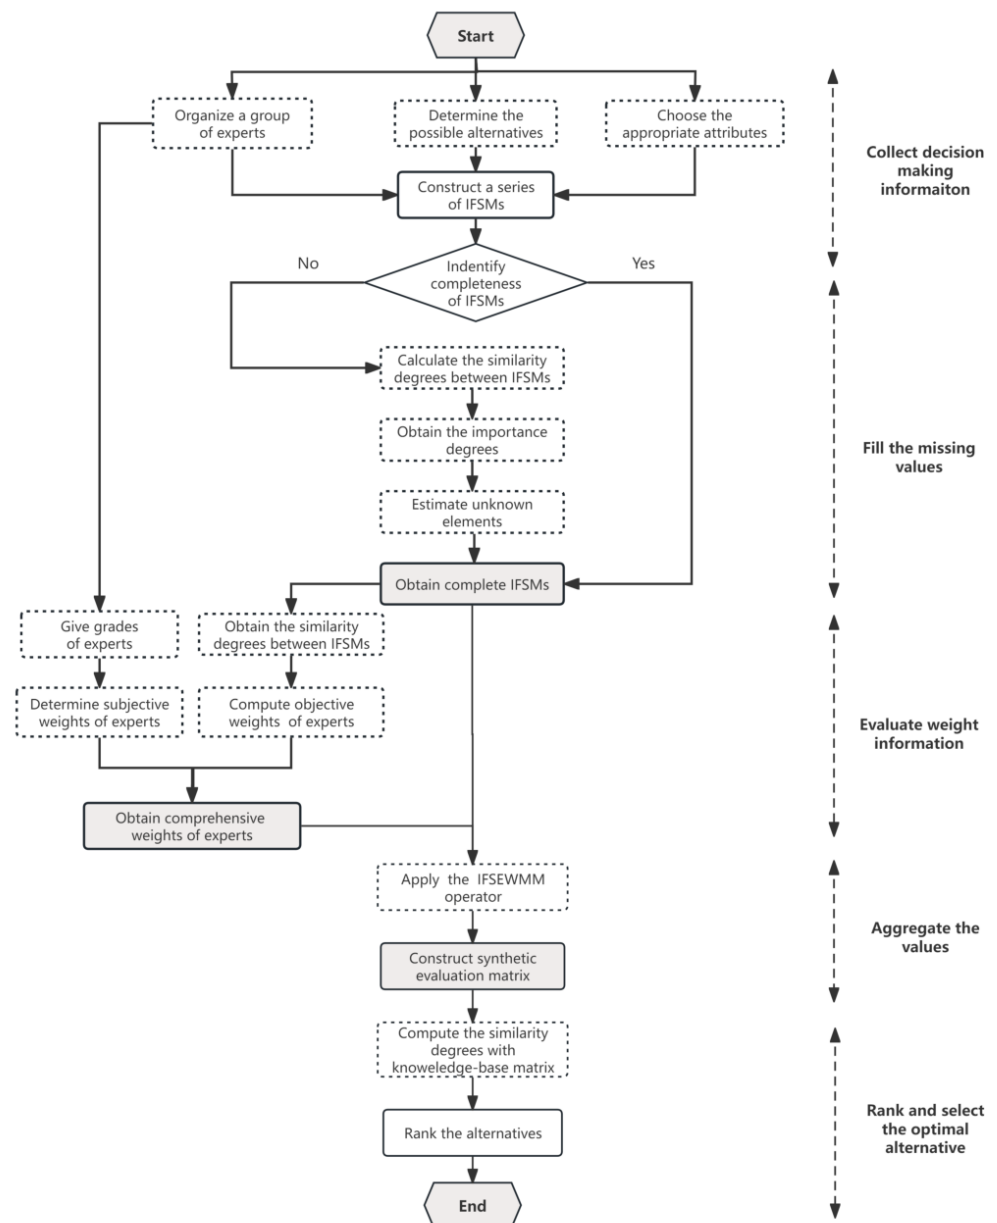 Start
Organize a group
of experts
Determine the
possible alternatives
Choose the
appropriate attributes
Collect decision
making
informaiton
Construct a series
of IFSMs
No
Indentify
completeness
of IFSMs
Yes
Calculate the similarity
degrees between IFSMs
Obtain the importance
degrees
Fill the missing
values
Estimate unknown
elements
Obtain complete IFSMs
Give grades
of experts
Obtain the similarity
degrees between IFSMs
Determine subjective
weights of experts
Compute objective
weights of experts
Evaluate weight
information
Obtain comprehensive
weights of experts
Apply the IFSEWMM
operator
Aggregate the
values
Construct synthetic
evaluation matrix
Compute the similarity
degrees with
knoweledge-base matrix
Rank the alternatives
Rank and select
the optimal
alternative
End